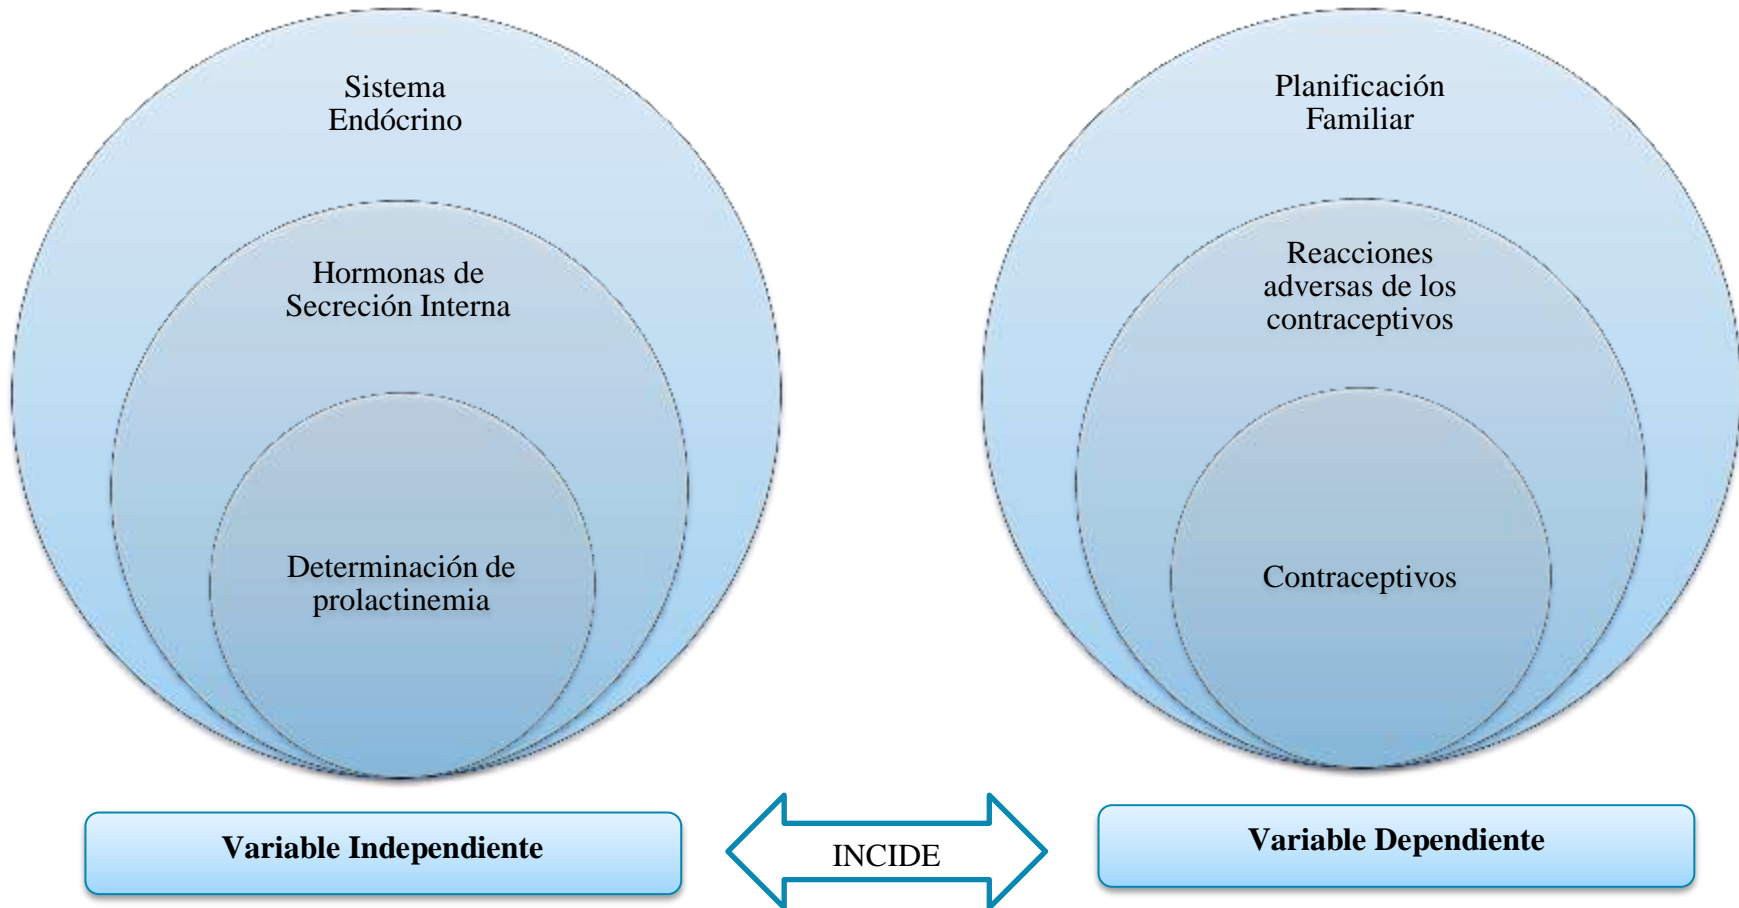 Sistema
Endócrino
Hormonas de
Secreción Interna
Determinación de
prolactinemia
Variable Independiente
INCIDE
Planificación
Familiar
Reacciones
adversas de los
contraceptivos
Contraceptivos
Variable Dependiente